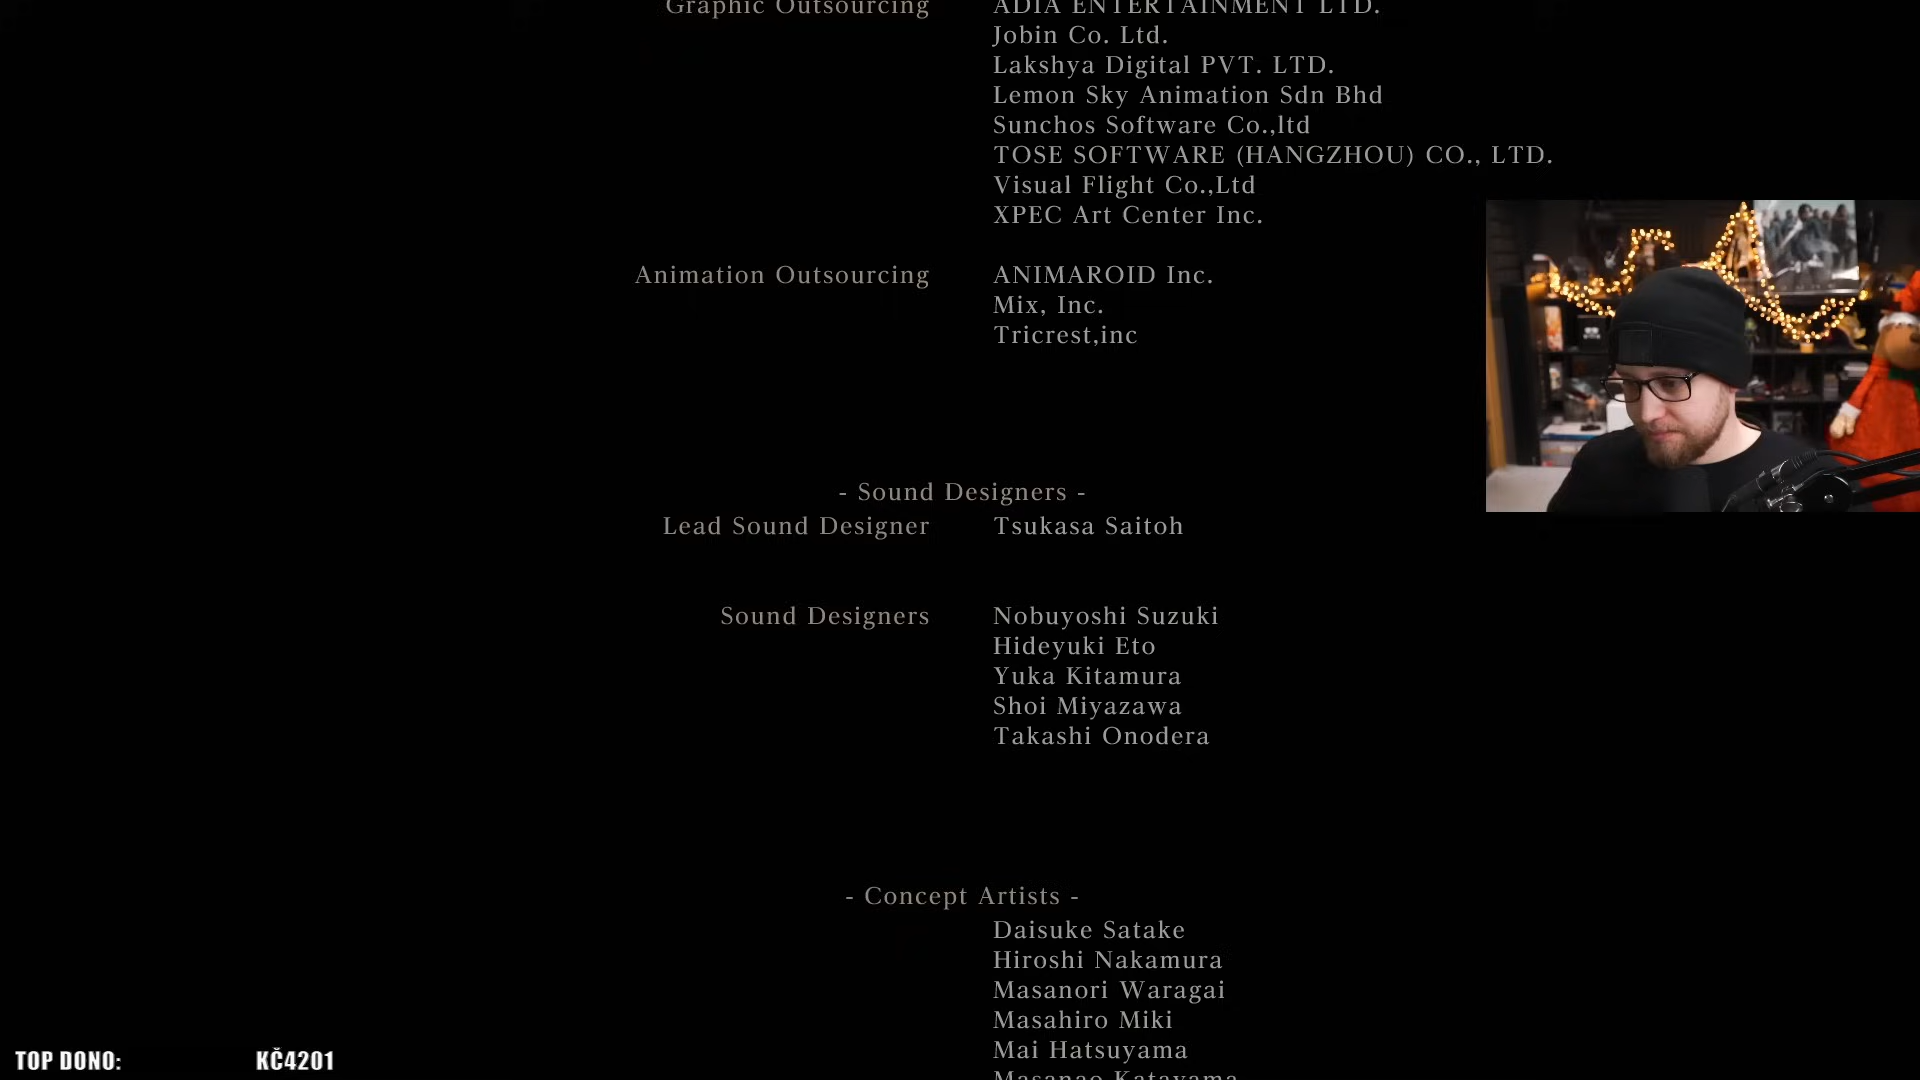 Graphic Outsourcing ADIA ENTERTAINMENT LTD.
Jobin Co. Ltd.
Lakshya Digital PVT. LTD.
Lemon Sky Animation Sdn Bhd
Sunchos Software Co.,ltd
TOSE SOFTWARE (HANGZHOU) CO., LTD.
Visual Flight Co.,Ltd
XPEC Art Center Inc.
Animation Outsourcing ANIMAROID Inc.
Mix, Inc.
Tricrest,inc
- Sound Designers -
Lead Sound Designer Tsukasa Saitoh
Sound Designers Nobuyoshi Suzuki
Hideyuki Eto
Yuka Kitamura
Shoi Miyazawa
Takashi Onodera
- Concept Artists -
Daisuke Satake
Hiroshi Nakamura
Masanori Waragai
Masahiro Miki
Mai Hatsuyama
Masanao Katayama
TOP DONO: KČ4201